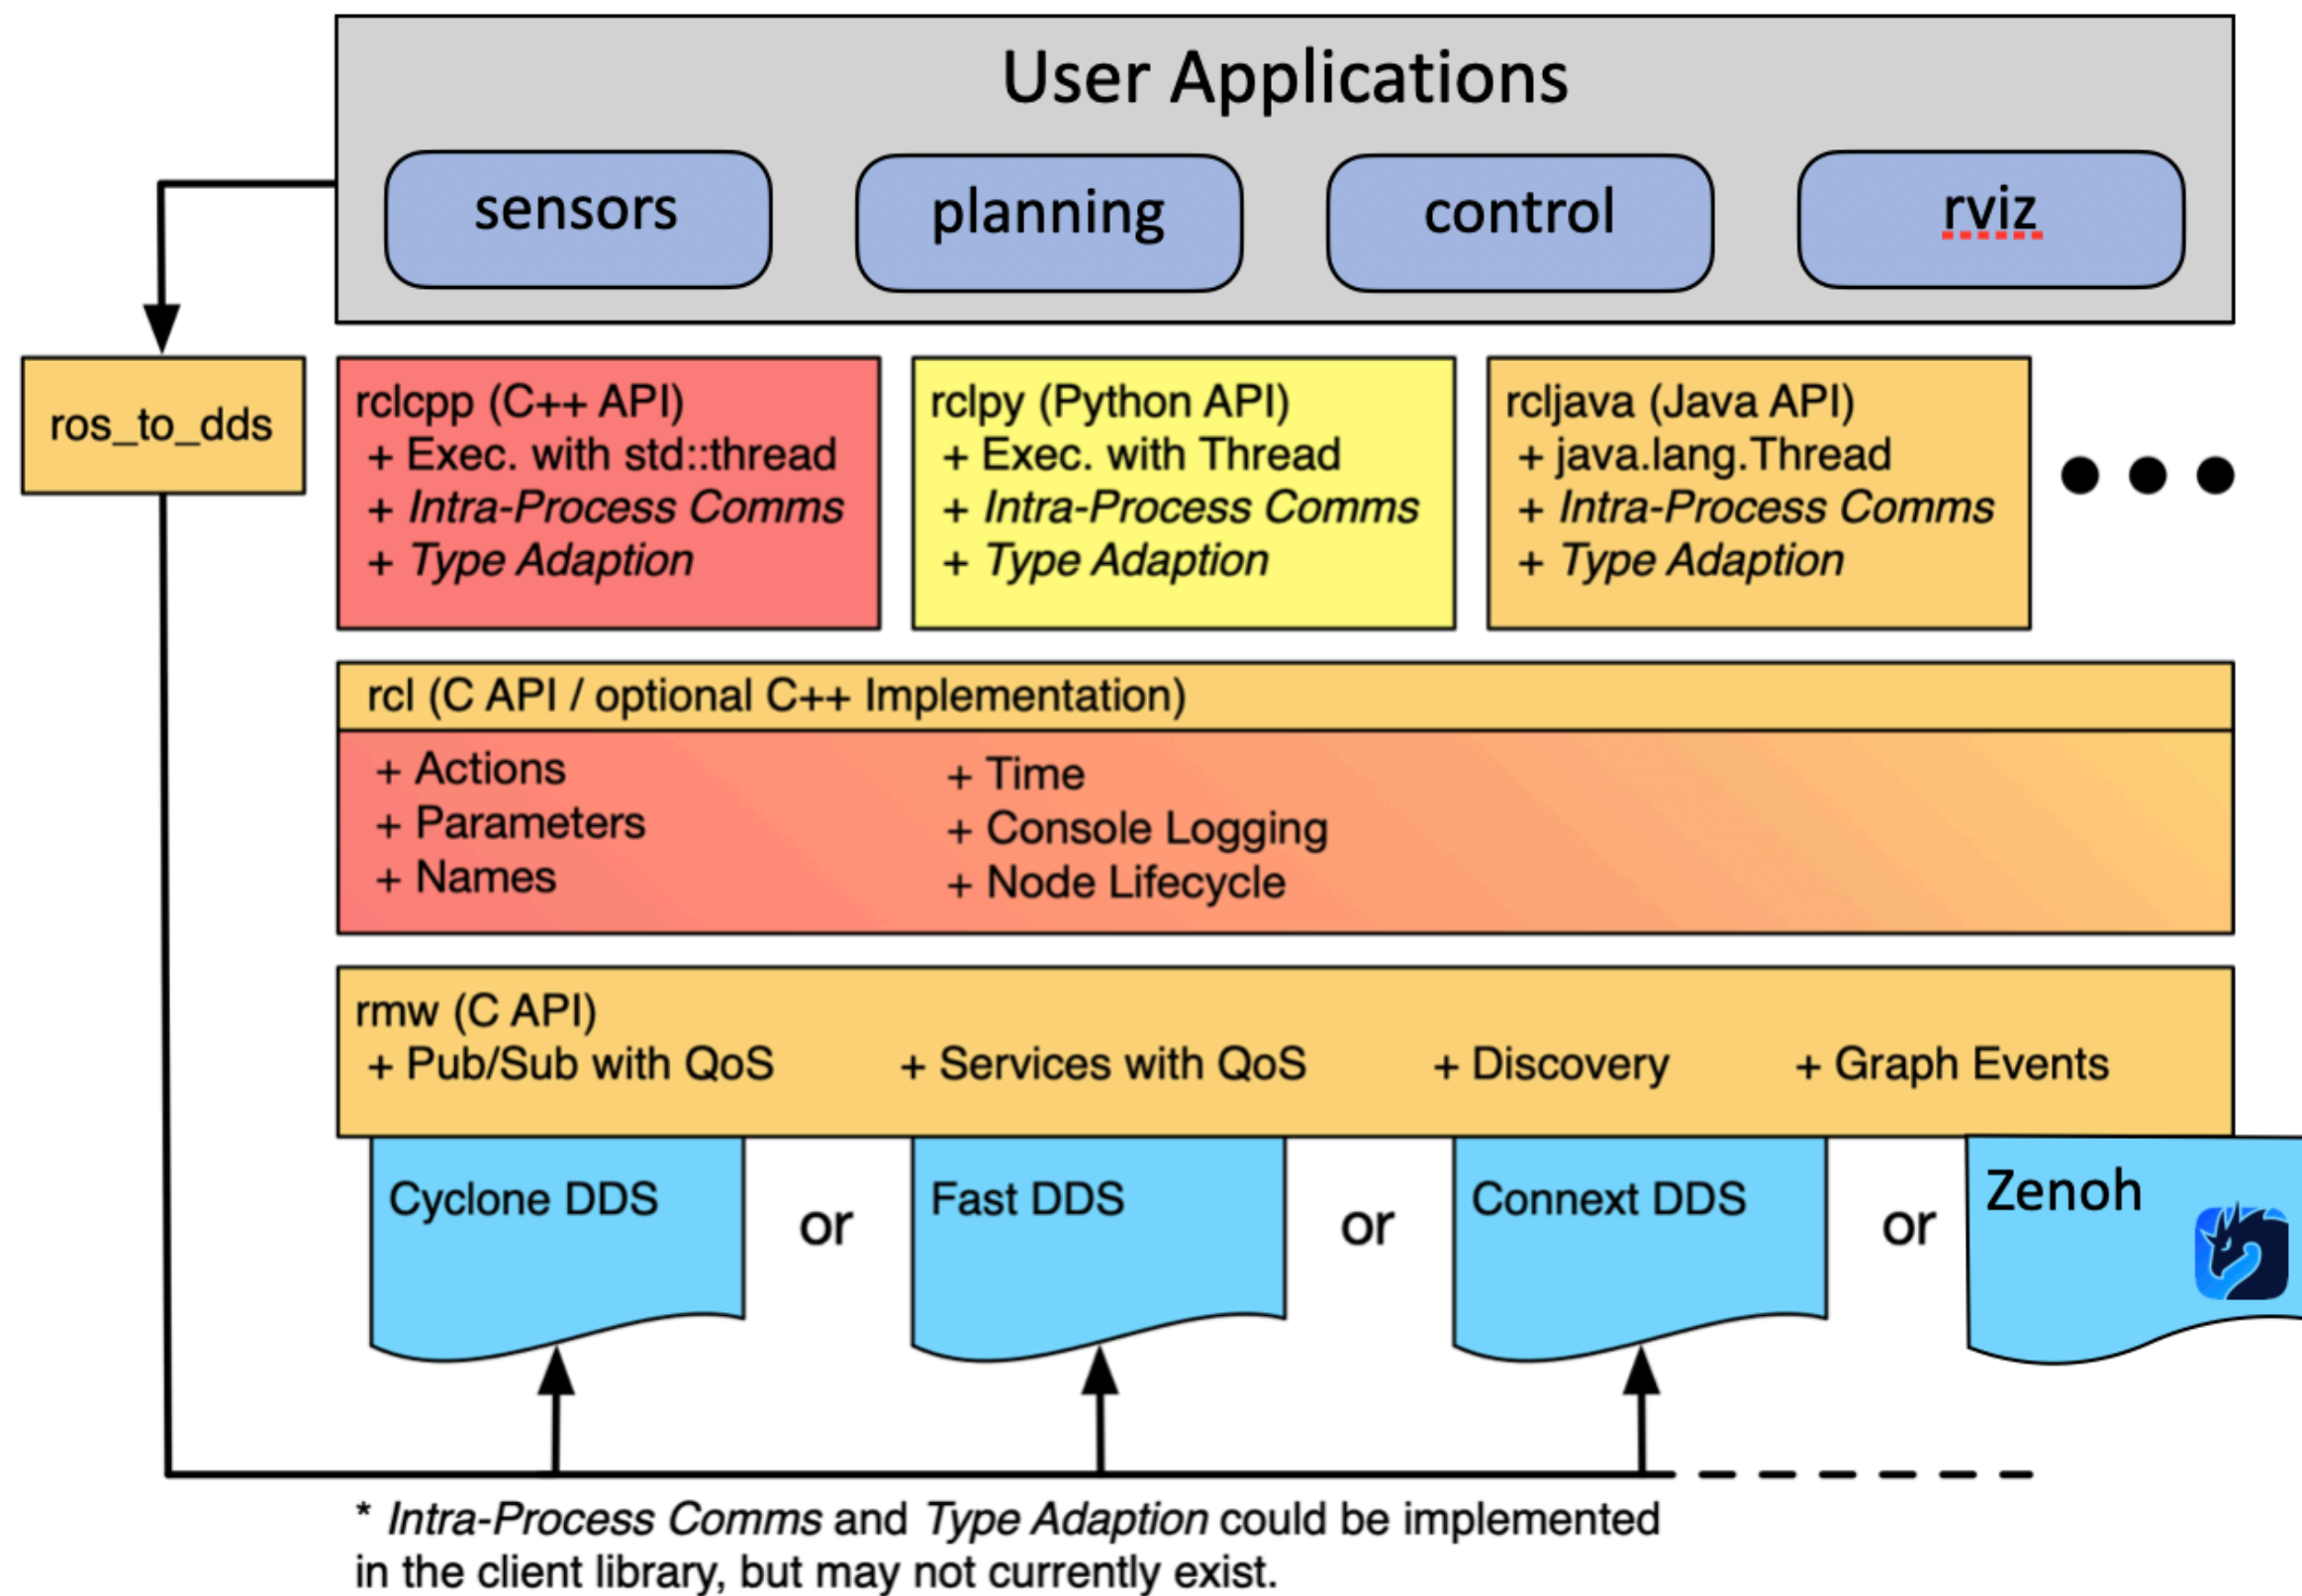 User Applications
sensors
planning
control
rviz
ros_to_dds
rclcpp (C++ API)
+ Exec. with std::thread
+ Intra-Process Comms
+ Type Adaption
rclpy (Python API)
+ Exec. with Thread
+ Intra-Process Comms
+ Type Adaption
rcljava (Java API)
+ java.lang.Thread
+ Intra-Process Comms
+ Type Adaption
rcl (C API / optional C++ Implementation)
+ Actions
+ Parameters
+ Names
+ Time
+ Console Logging
+ Node Lifecycle
rmw (C API)
+ Pub/Sub with QoS + Services with QoS + Discovery + Graph Events
Cyclone DDS
or
Fast DDS
or
Connext DDS
or
Zenoh
* Intra-Process Comms and Type Adaption could be implemented
in the client library, but may not currently exist.